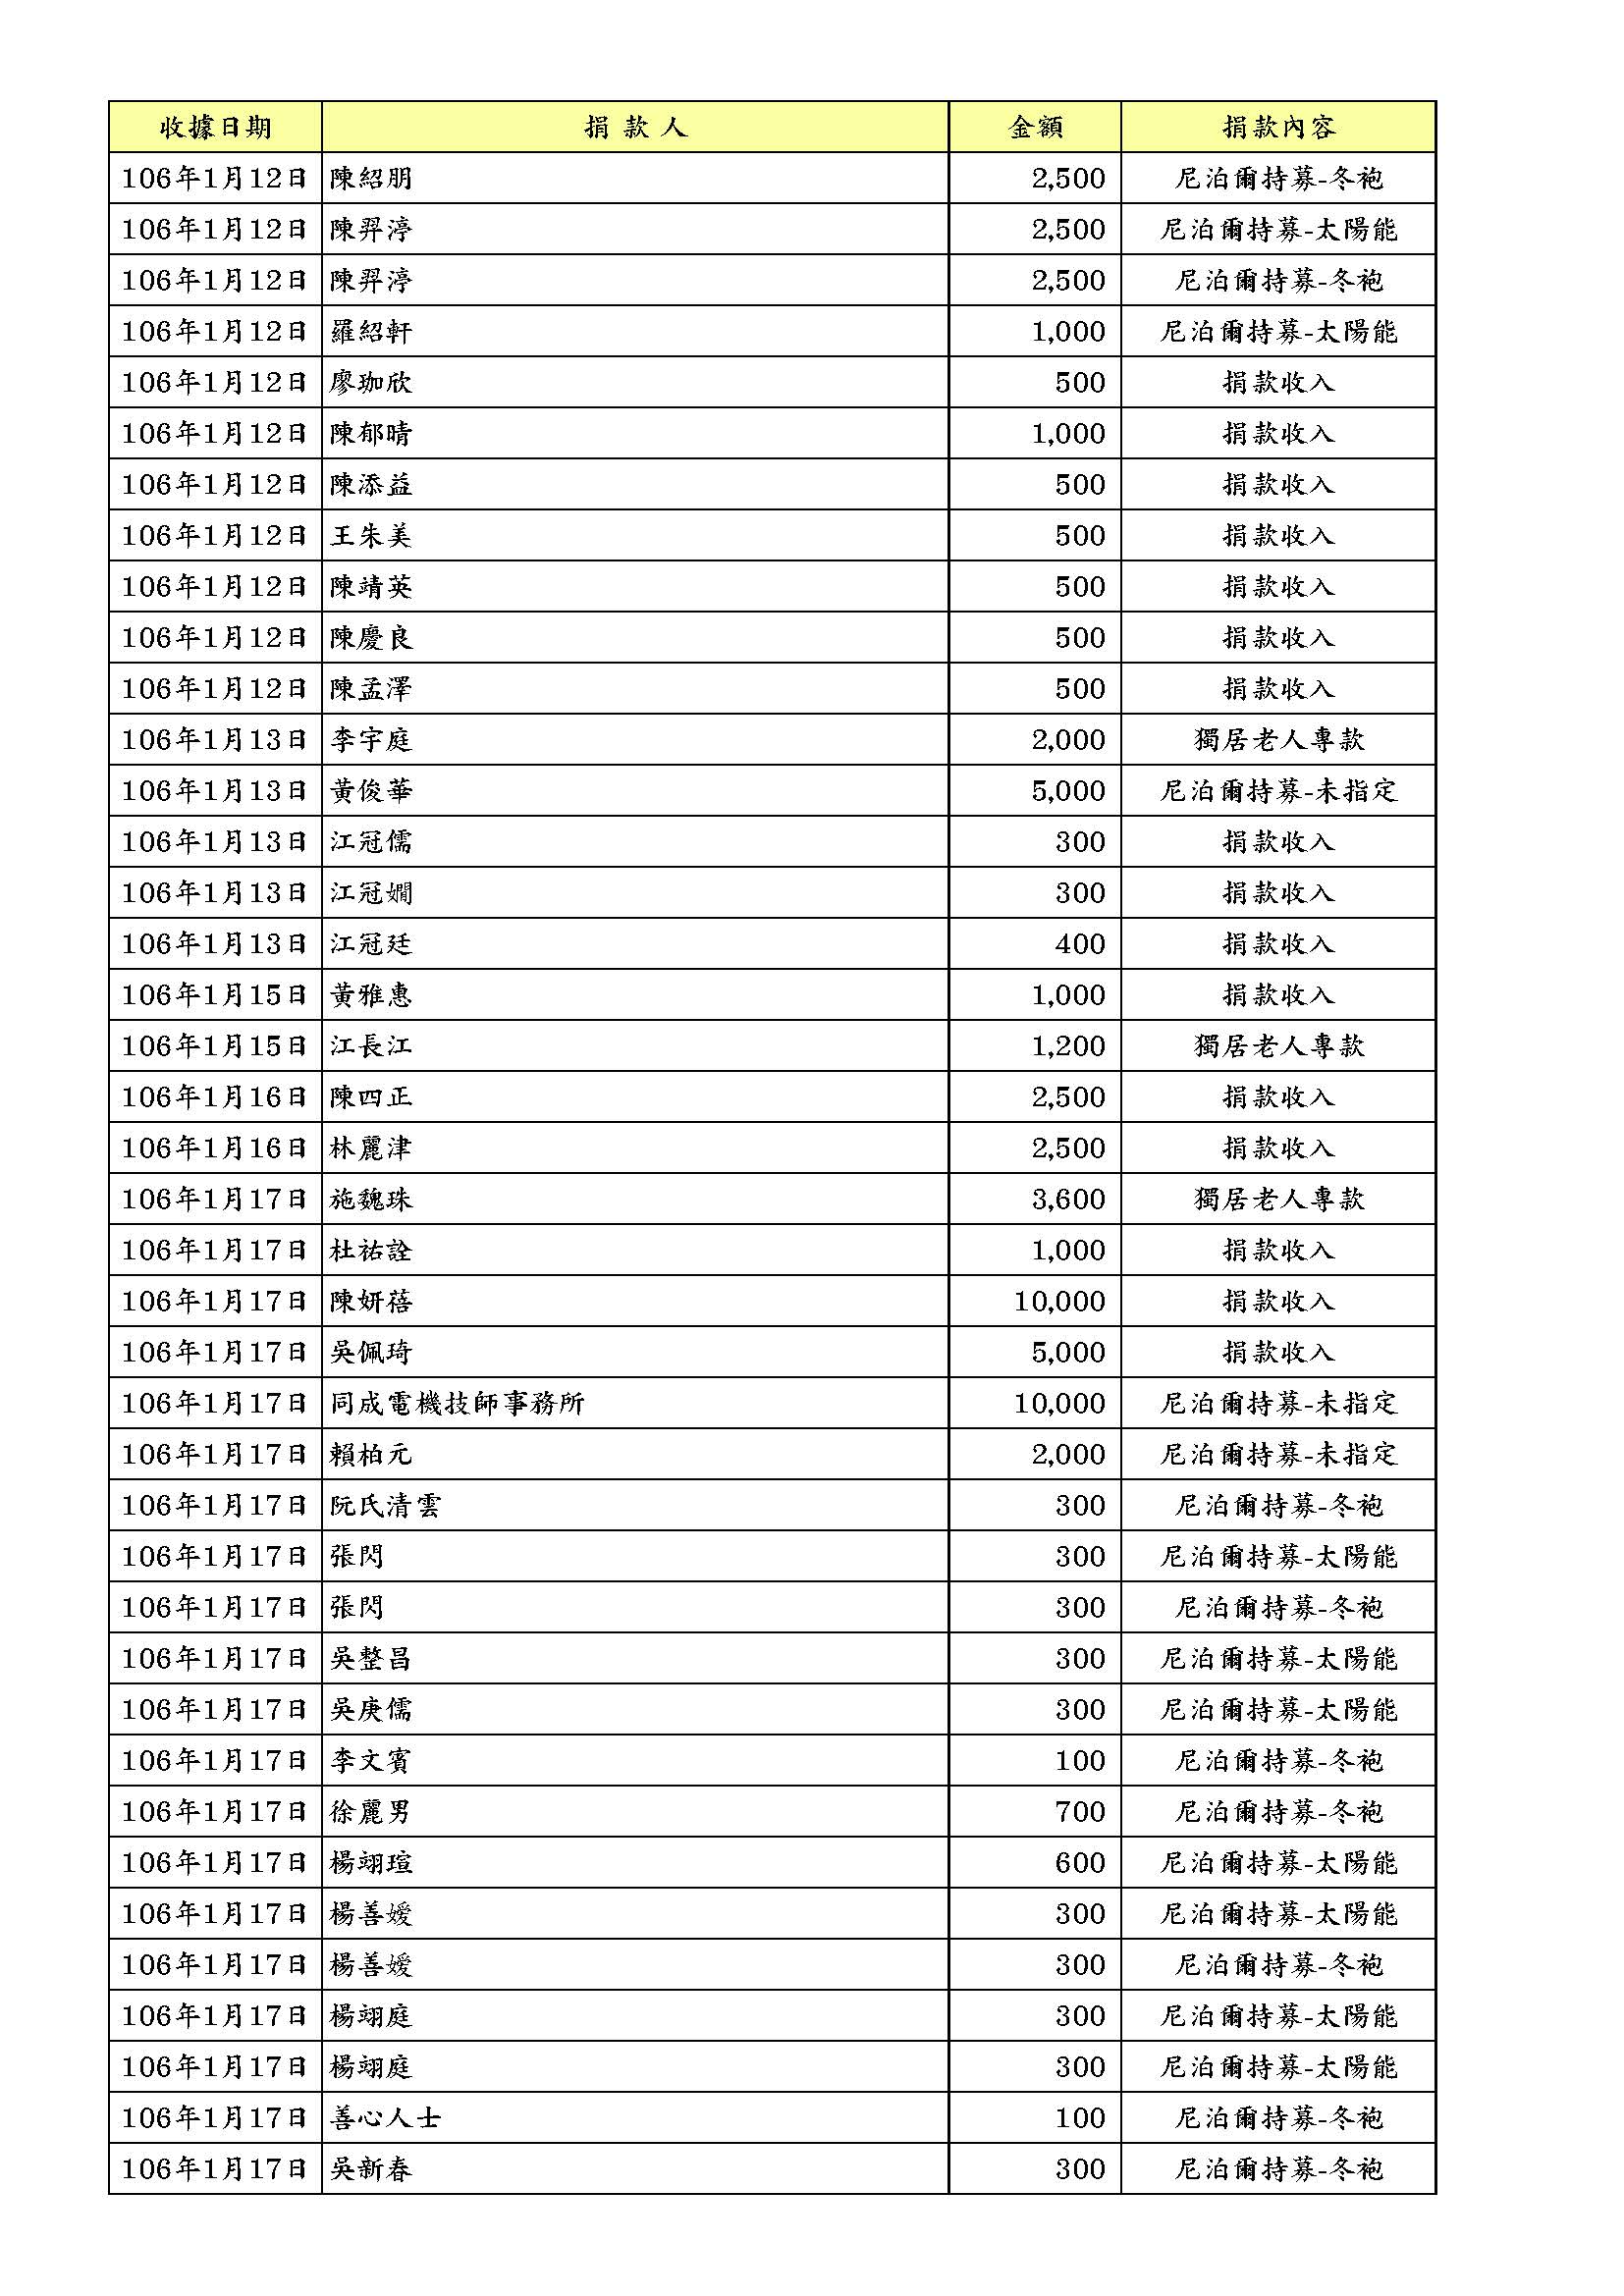 收據日期 捐 款 人 金額 捐款內容
106年1月12日 陳紹朋 2,500 尼泊爾持募-冬袍
106年1月12日 陳羿渟 2,500 尼泊爾持募-太陽能
106年1月12日 陳羿渟 2,500 尼泊爾持募-冬袍
106年1月12日 羅紹軒 1,000 尼泊爾持募-太陽能
106年1月12日 廖珈欣 500 捐款收入
106年1月12日 陳郁晴 1,000 捐款收入
106年1月12日 陳添益 500 捐款收入
106年1月12日 王朱美 500 捐款收入
106年1月12日 陳靖英 500 捐款收入
106年1月12日 陳慶良 500 捐款收入
106年1月12日 陳孟澤 500 捐款收入
106年1月13日 李宇庭 2,000 獨居老人專款
106年1月13日 黃俊華 5,000 尼泊爾持募-未指定
106年1月13日 江冠儒 300 捐款收入
106年1月13日 江冠嫺 300 捐款收入
106年1月13日 江冠廷 400 捐款收入
106年1月15日 黃雅惠 1,000 捐款收入
106年1月15日 江長江 1,200 獨居老人專款
106年1月16日 陳四正 2,500 捐款收入
106年1月16日 林麗津 2,500 捐款收入
106年1月17日 施魏珠 3,600 獨居老人專款
106年1月17日 杜祐詮 1,000 捐款收入
106年1月17日 陳妍蓓 10,000 捐款收入
106年1月17日 吳佩琦 5,000 捐款收入
106年1月17日 同成電機技師事務所 10,000 尼泊爾持募-未指定
106年1月17日 賴柏元 2,000 尼泊爾持募-未指定
106年1月17日 阮氏清雲 300 尼泊爾持募-冬袍
106年1月17日 張閃 300 尼泊爾持募-太陽能
106年1月17日 張閃 300 尼泊爾持募-冬袍
106年1月17日 吳整昌 300 尼泊爾持募-太陽能
106年1月17日 吳庚儒 300 尼泊爾持募-太陽能
106年1月17日 李文賓 100 尼泊爾持募-冬袍
106年1月17日 徐麗男 700 尼泊爾持募-冬袍
106年1月17日 楊翊瑄 600 尼泊爾持募-太陽能
106年1月17日 楊善嫒 300 尼泊爾持募-太陽能
106年1月17日 楊善嫒 300 尼泊爾持募-冬袍
106年1月17日 楊翊庭 300 尼泊爾持募-太陽能
106年1月17日 楊翊庭 300 尼泊爾持募-太陽能
106年1月17日 善心人士 100 尼泊爾持募-冬袍
106年1月17日 吳新春 300 尼泊爾持募-冬袍